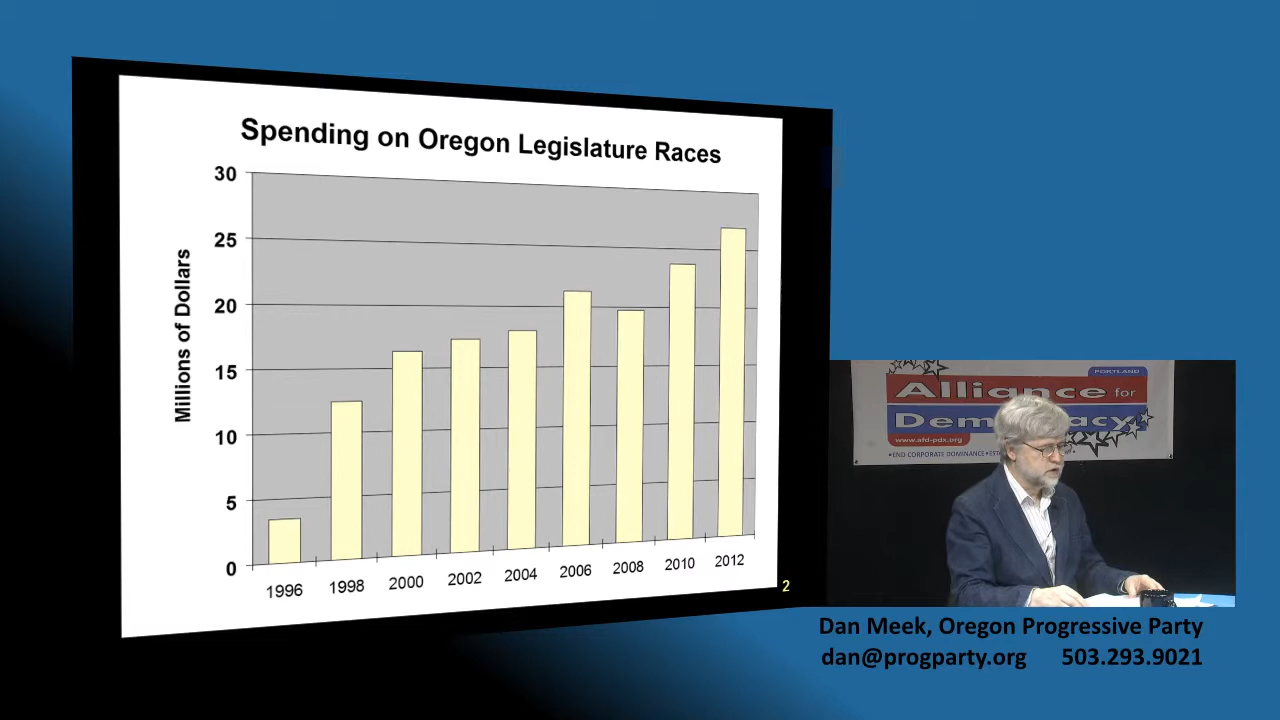 Spending on Oregon Legislature Races
30
25
20
15
10
5
0
Millions of Dollars
1996 1998 2000 2002 2004 2006 2008 2010 2012
2
PORTLAND
Alliance for
Democracy
www.afd-pdx.org
•END CORPORATE DOMINANCE
Dan Meek, Oregon Progressive Party
dan@progparty.org 503.293.9021